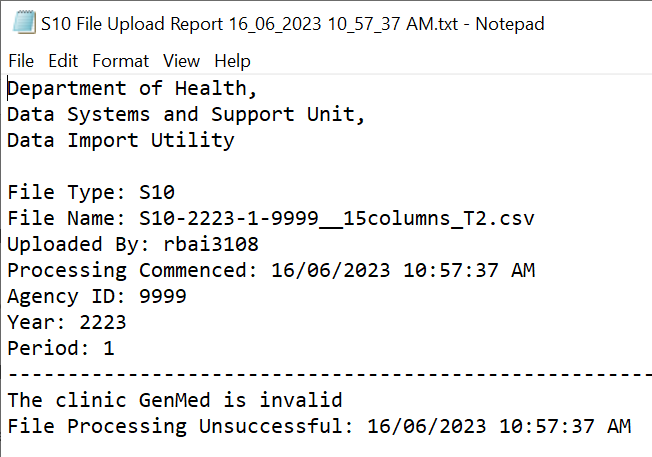 S10 File Upload Report 16_06_2023 10_57_37 AM.txt - Notepad
File Edit Format View Help
Department of Health,
Data Systems and Support Unit,
Data Import Utility
File Type: S10
File Name: S10-2223-1-9999__15columns_T2.csv
Uploaded By: rbai3108
Processing Commenced: 16/06/2023 10:57:37 AM
Agency ID: 9999
Year: 2223
Period: 1
------------------------------------------------------
The clinic GenMed is invalid
File Processing Unsuccessful: 16/06/2023 10:57:37 AM